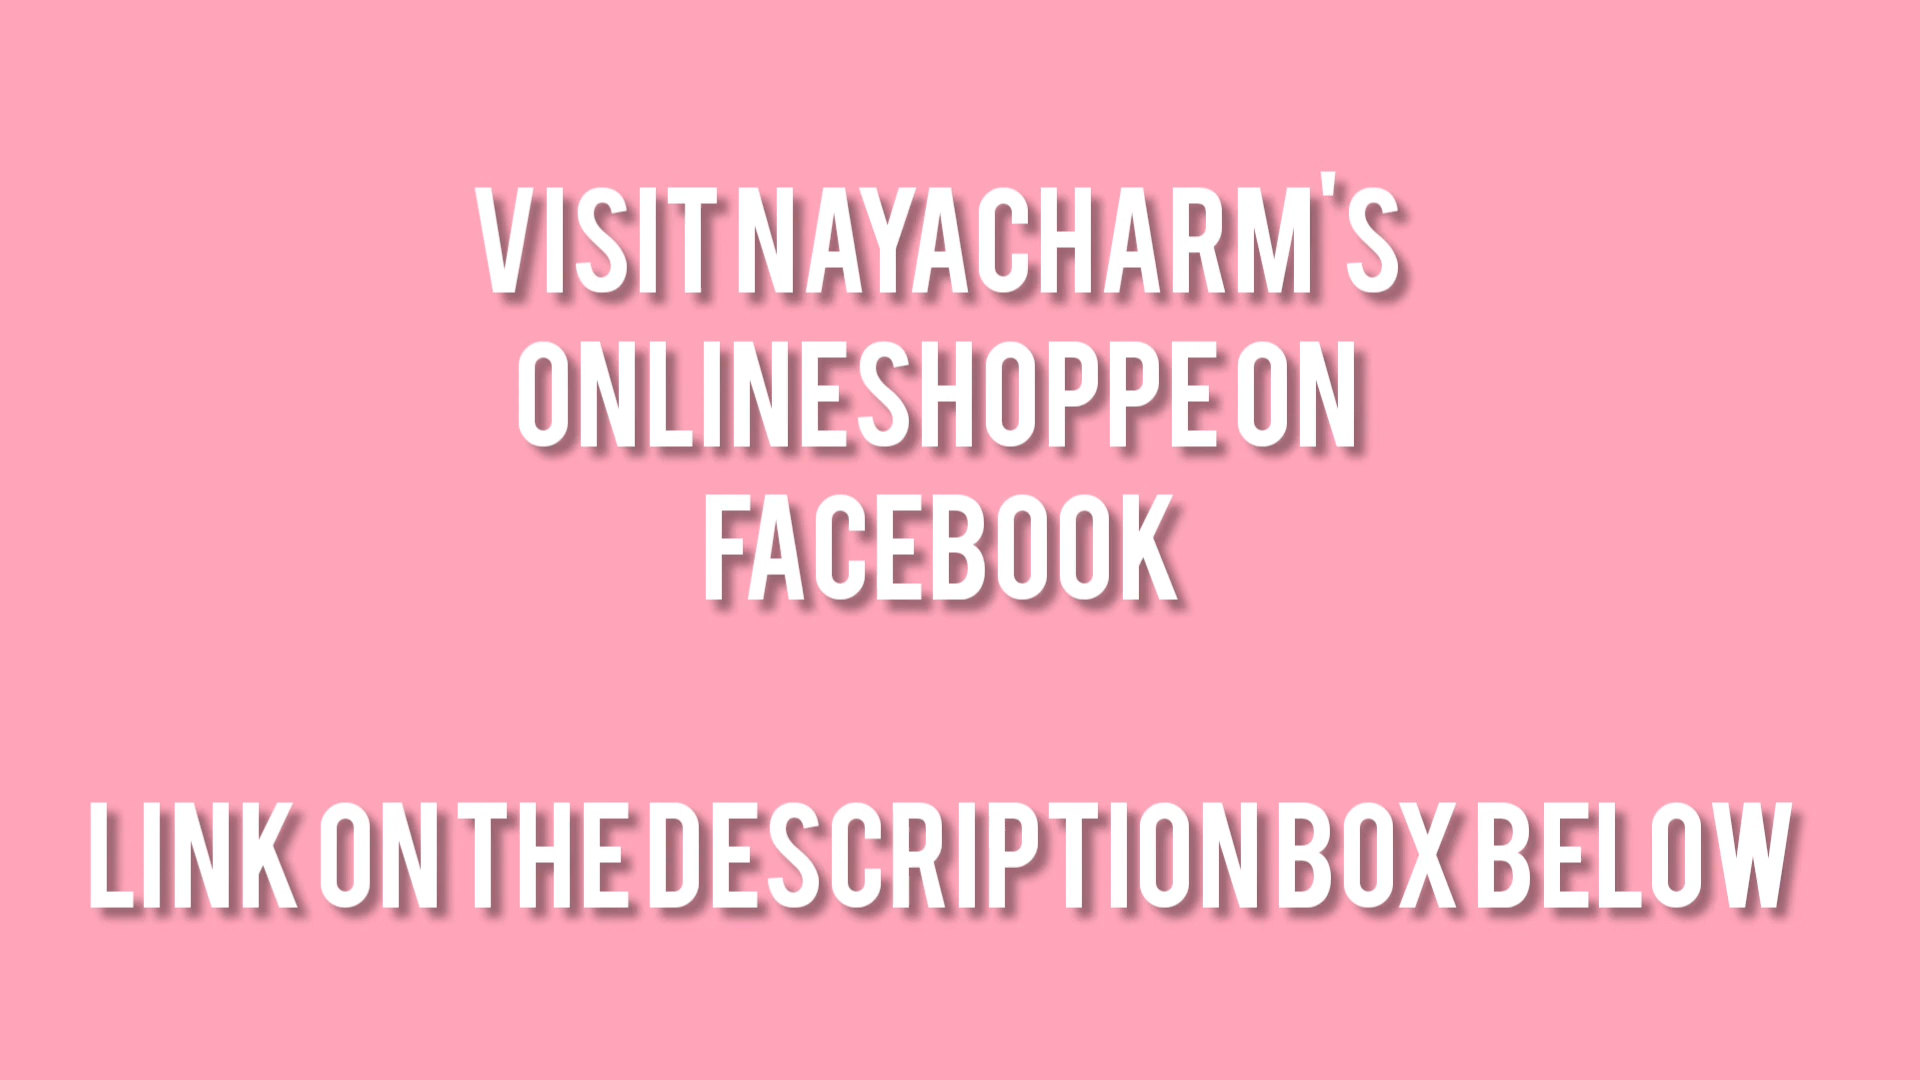 VISIT NAYACHARM'S
ONLINESHOPPE ON
FACEBOOK
LINK ON THE DESCRIPTION BOX BELOW